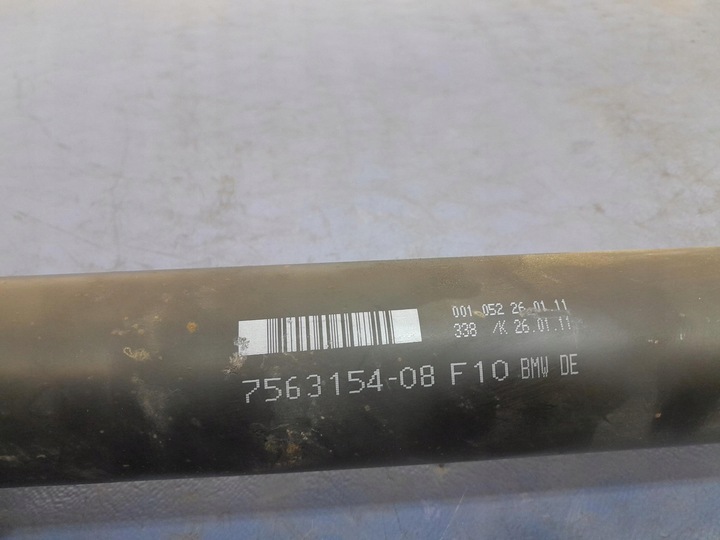 001 052 26.01.11
338 /K 26.01.11
7563154-08 F10 BMW DE